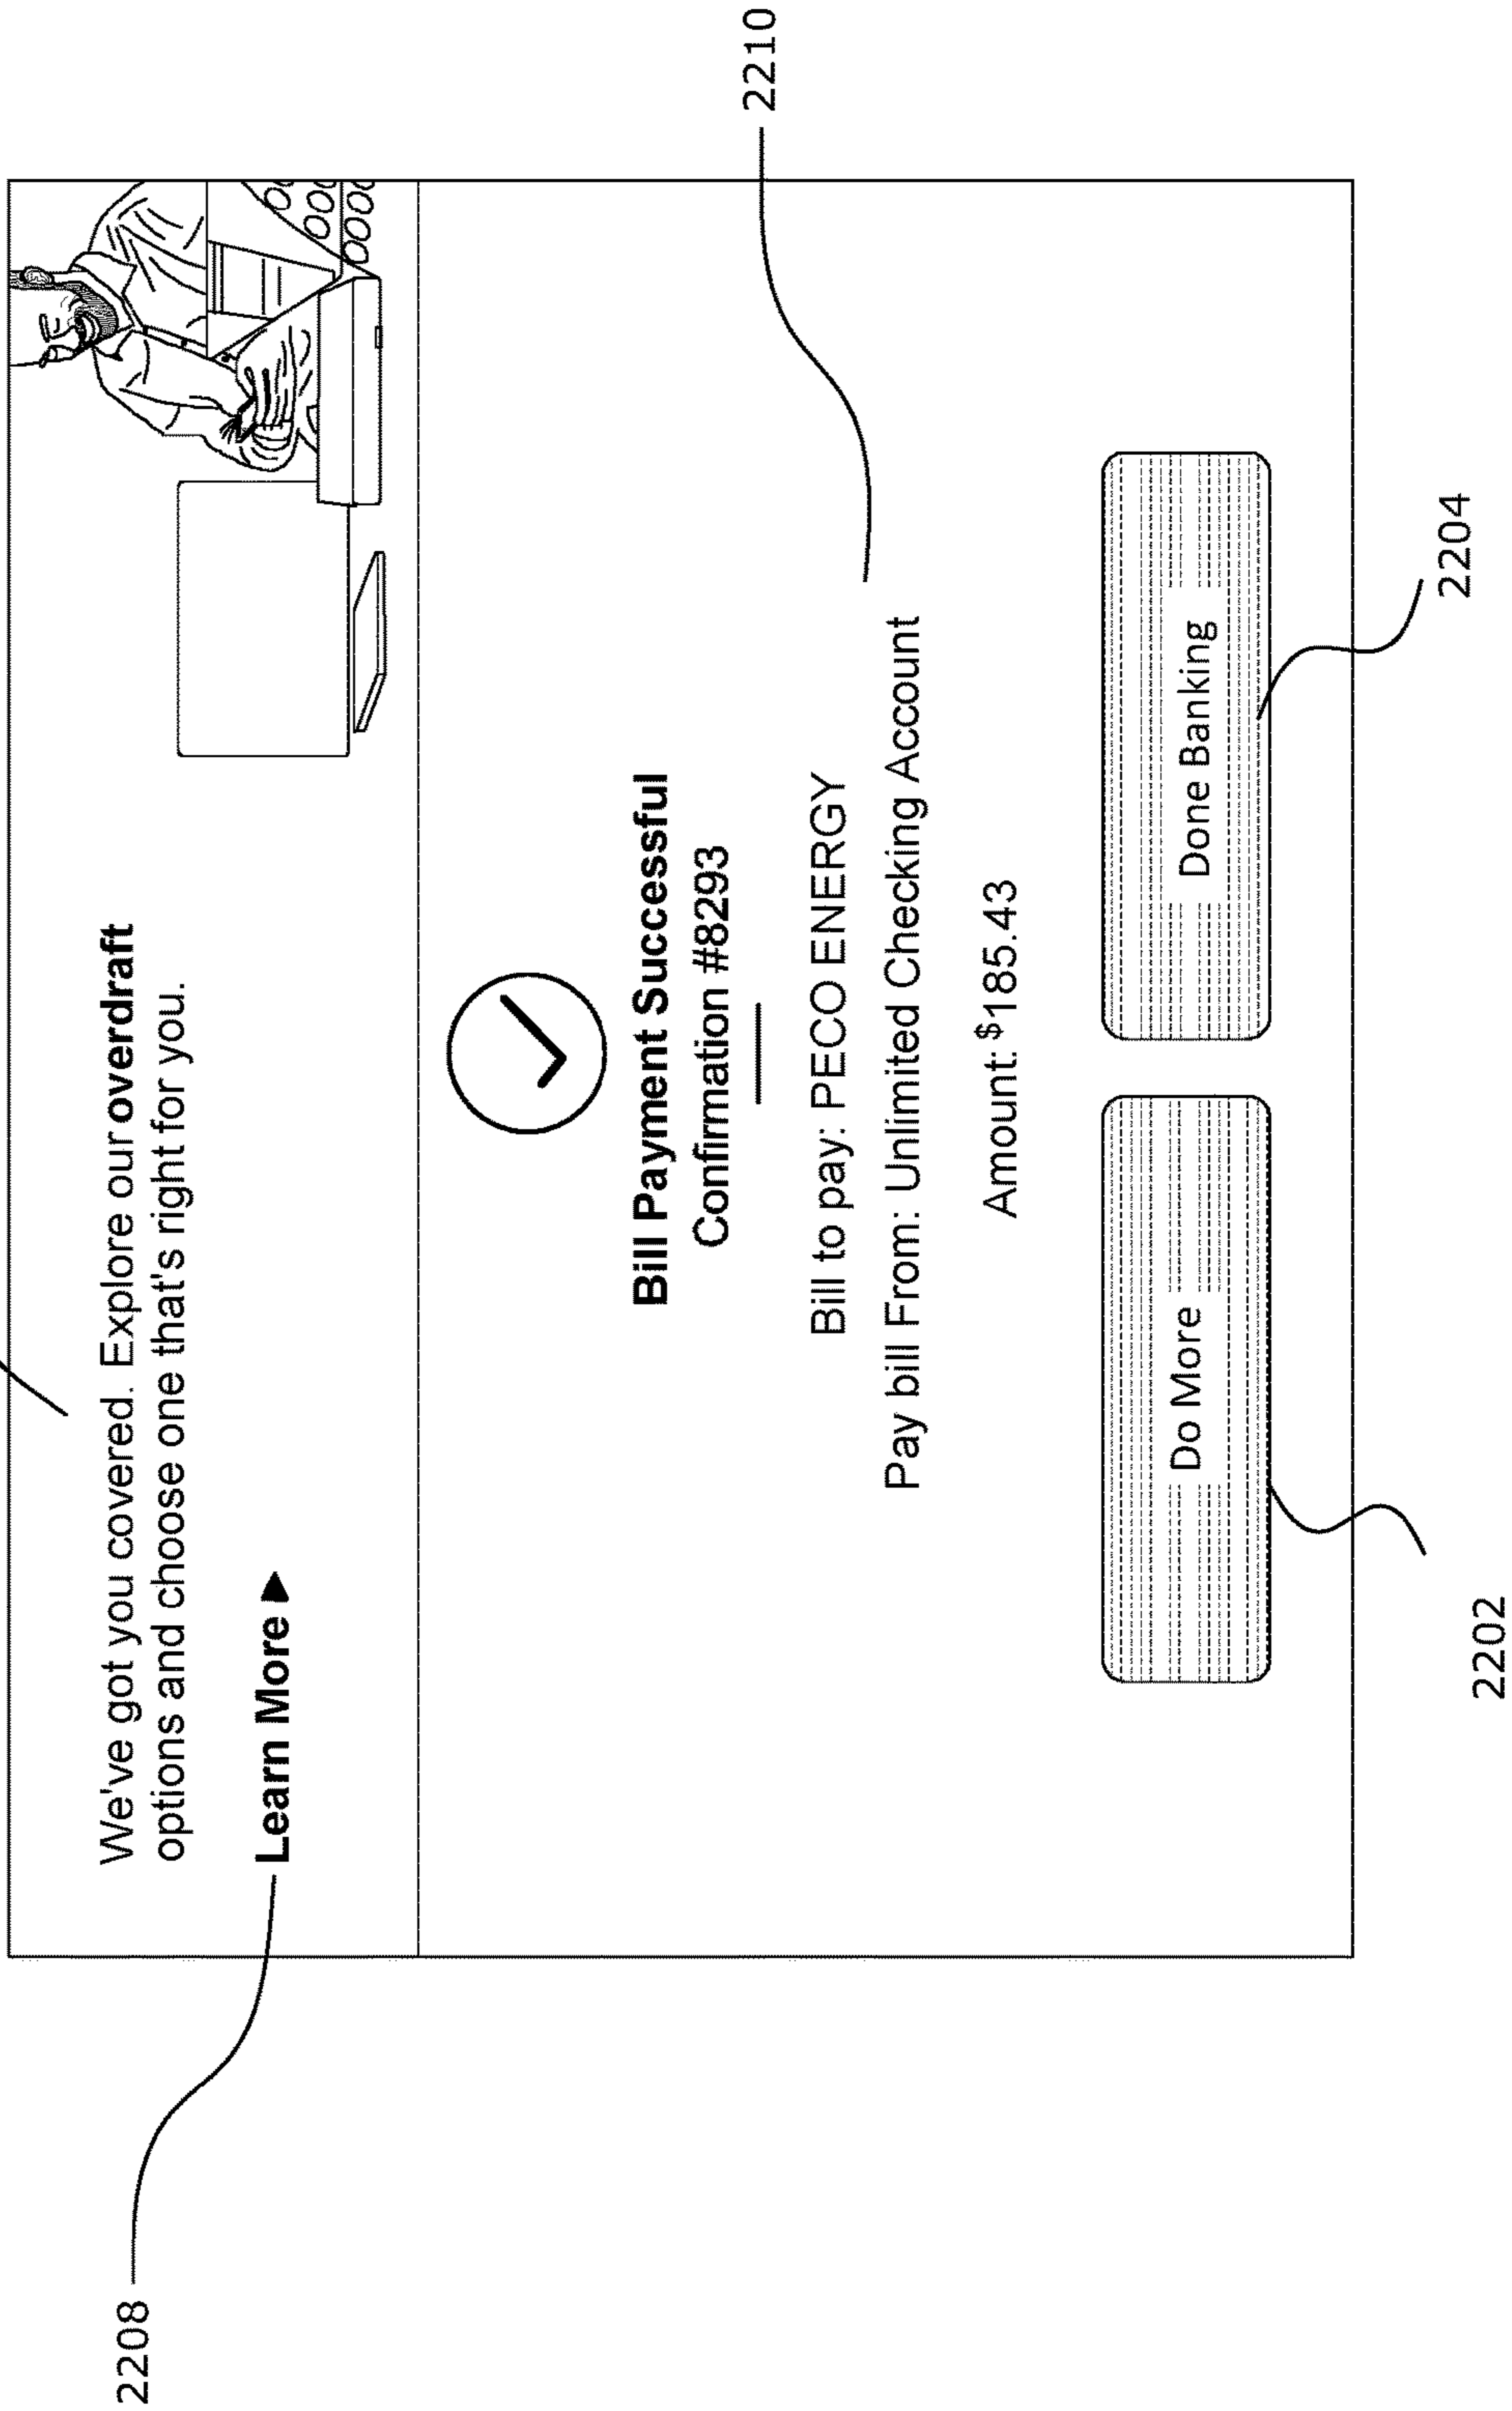 We've got you covered. Explore our overdraft
options and choose one that's right for you.
Learn More
2208
Bill Payment Successful
Confirmation #8293
2210
Bill to pay: PECO ENERGY
Pay bill From: Unlimited Checking Account
Amount: $185.43
Do More
Done Banking
2202
2204